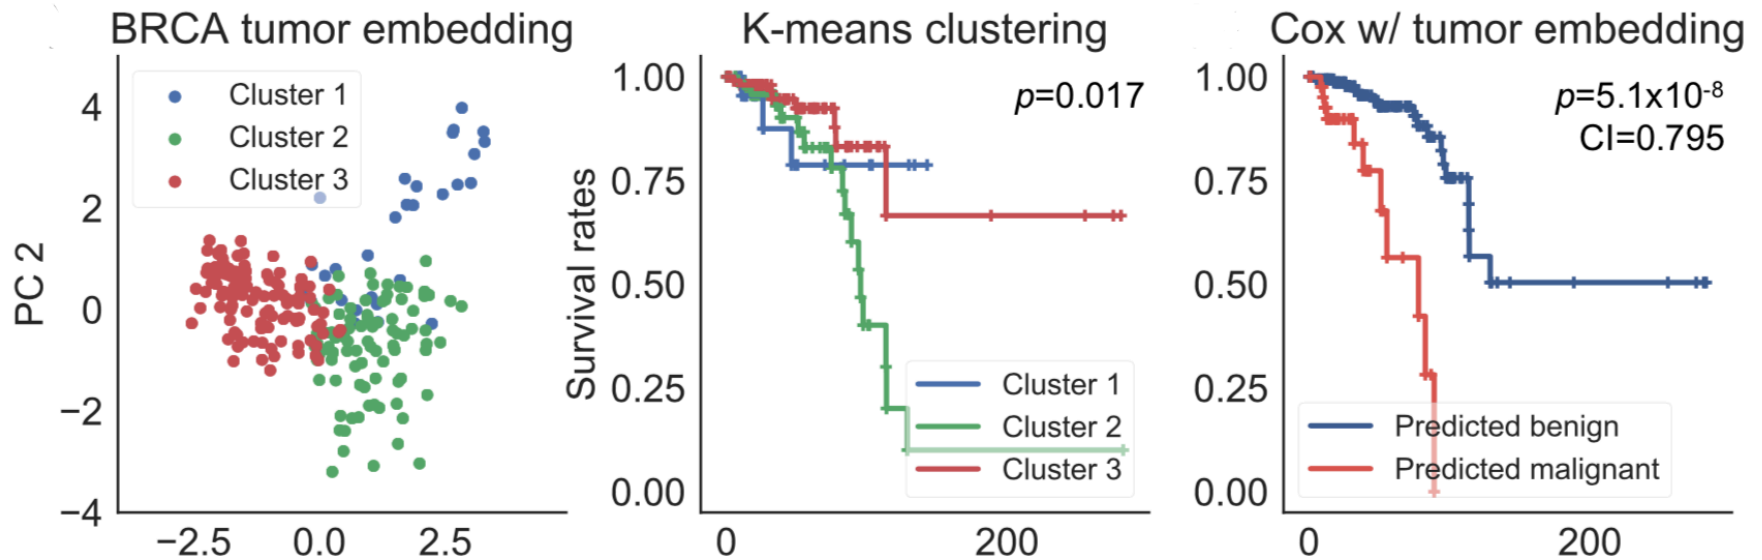 BRCA tumor embedding
Cluster 1
Cluster 2
Cluster 3
PC 2
4
2
0
−2
−4
−2.5
0.0
2.5
K-means clustering
p=0.017
Survival rates
1.00
0.75
0.50
0.25
0.00
Cluster 1
Cluster 2
Cluster 3
0
200
Cox w/ tumor embedding
p=5.1x10⁻⁸
CI=0.795
1.00
0.75
0.50
0.25
0.00
Predicted benign
Predicted malignant
0
200